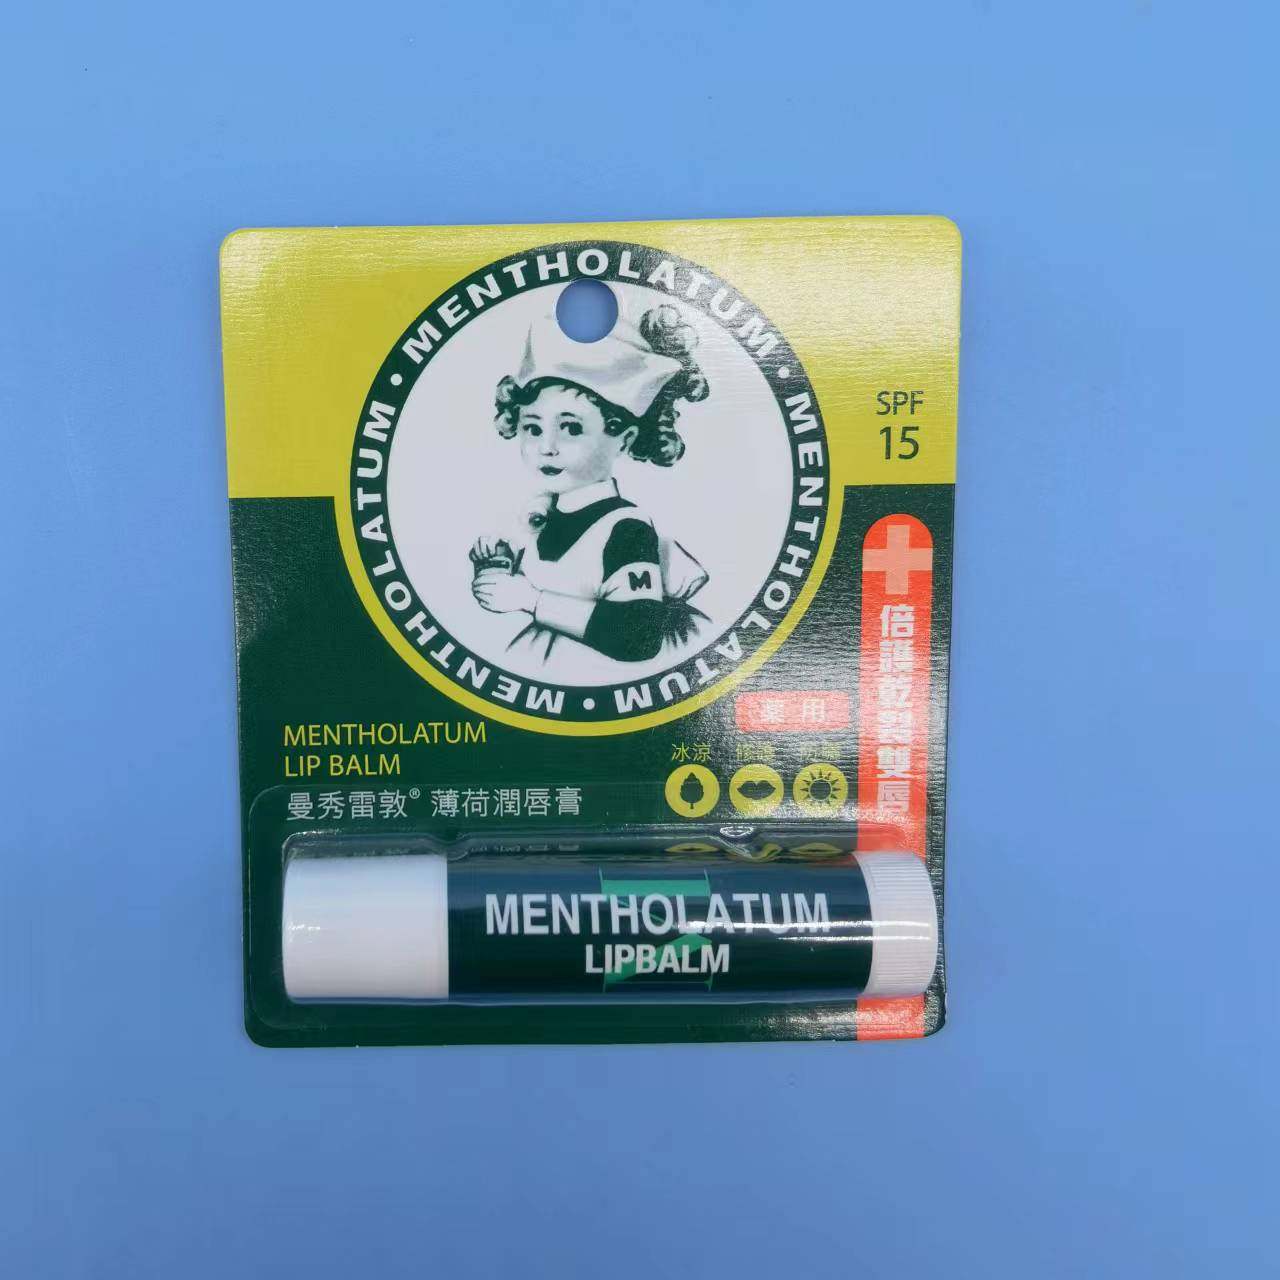 MENTHOLATUM • MENTHOLATUM • MENTHOLATUM • MENTHOLATUM •
M
SPF
15
倍護乾裂雙唇
藥用
冰涼 修護 防曬
MENTHOLATUM
LIP BALM
曼秀雷敦® 薄荷潤唇膏
MENTHOLATUM
LIPBALM